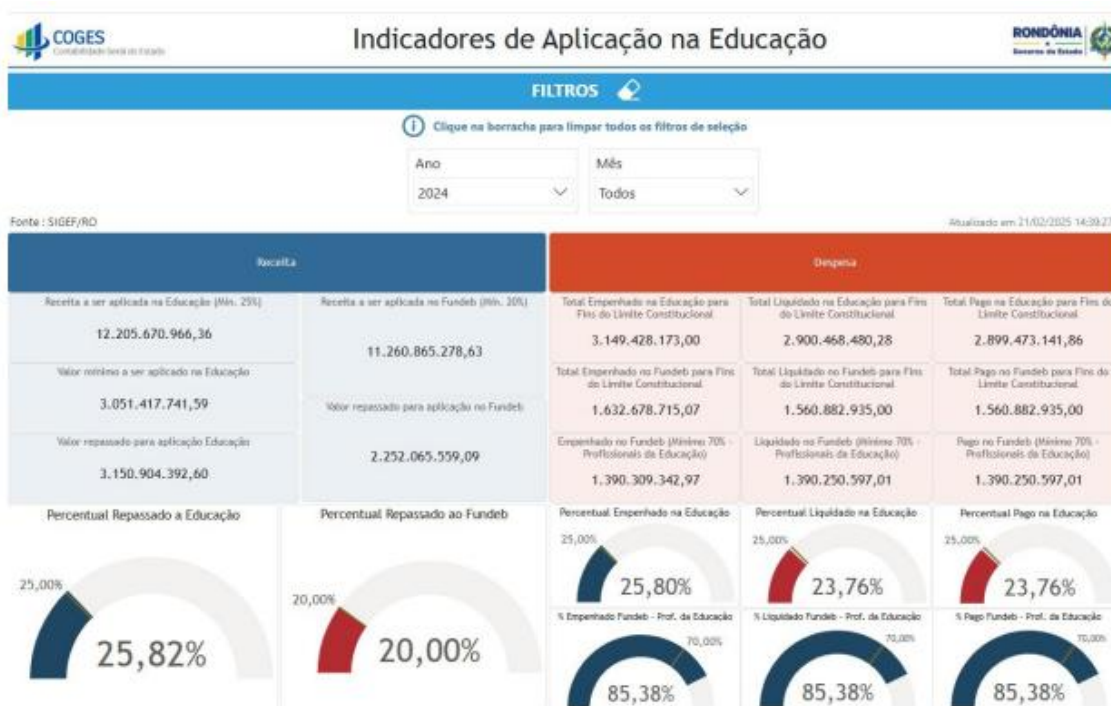 COGES
Contabilidade Geral do Estado
Indicadores de Aplicação na Educação
RONDÔNIA
Governo do Estado
FILTROS
Clique na borracha para limpar todos os filtros de seleção
Ano
Mês
2024
Todos
Fonte : SIGEF/RO
Atualizado em 21/02/2025 14:39:27
Receita
Despesa
Receita a ser aplicada na Educação (Mín. 25%)
12.205.670.966,36
Valor mínimo a ser aplicado na Educação
3.051.417.741,59
Valor repassado para aplicação Educação
3.150.904.392,60
Receita a ser aplicada no Fundeb (Mín. 20%)
11.260.865.278,63
Valor repassado para aplicação no Fundeb
2.252.065.559,09
Total Empenhado na Educação para
Fins do Limite Constitucional
3.149.428.173,00
Total Liquidado na Educação para Fins
do Limite Constitucional
2.900.468.480,28
Total Pago na Educação para Fins do
Limite Constitucional
2.899.473.141,86
Total Empenhado no Fundeb para Fins
do Limite Constitucional
1.632.678.715,07
Total Liquidado no Fundeb para Fins
do Limite Constitucional
1.560.882.935,00
Total Pago no Fundeb para Fins do
Limite Constitucional
1.560.882.935,00
Empenhado no Fundeb (Mínimo 70% -
Profissionais da Educação)
1.390.309.342,97
Liquidado no Fundeb (Mínimo 70% -
Profissionais da Educação)
1.390.250.597,01
Pago no Fundeb (Mínimo 70% -
Profissionais da Educação)
1.390.250.597,01
Percentual Repassado a Educação
25,00%
25,82%
Percentual Repassado ao Fundeb
20,00%
20,00%
Percentual Empenhado na Educação
25,00%
25,80%
Percentual Liquidado na Educação
25,00%
23,76%
Percentual Pago na Educação
25,00%
23,76%
% Empenhado Fundeb - Prof. da Educação
70,00%
85,38%
% Liquidado Fundeb - Prof. da Educação
70,00%
85,38%
% Pago Fundeb - Prof. da Educação
70,00%
85,38%